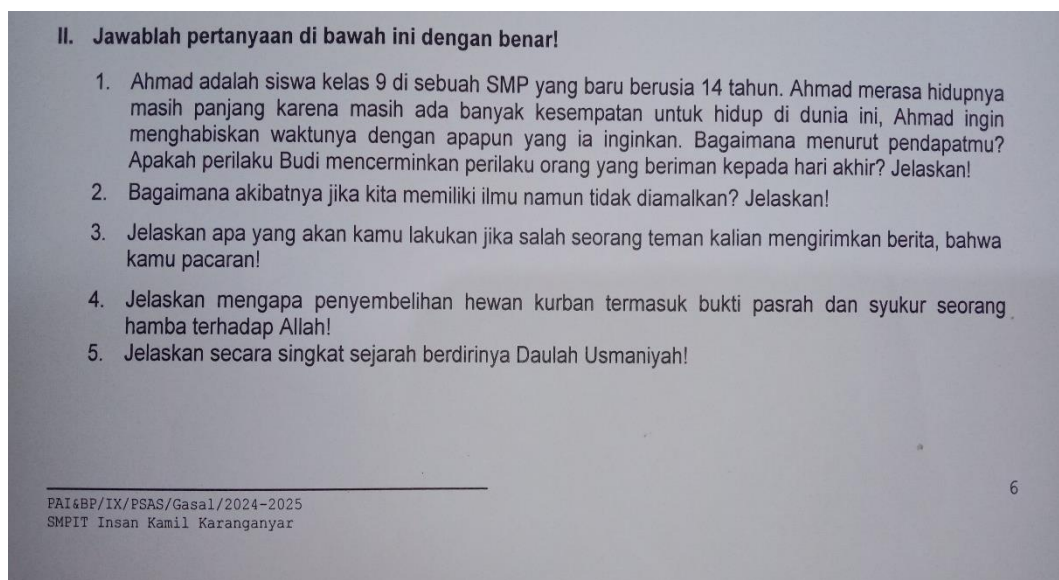 II. Jawablah pertanyaan di bawah ini dengan benar!
1. Ahmad adalah siswa kelas 9 di sebuah SMP yang baru berusia 14 tahun. Ahmad merasa hidupnya
masih panjang karena masih ada banyak kesempatan untuk hidup di dunia ini, Ahmad ingin
menghabiskan waktunya dengan apapun yang ia inginkan. Bagaimana menurut pendapatmu?
Apakah perilaku Budi mencerminkan perilaku orang yang beriman kepada hari akhir? Jelaskan!
2. Bagaimana akibatnya jika kita memiliki ilmu namun tidak diamalkan? Jelaskan!
3. Jelaskan apa yang akan kamu lakukan jika salah seorang teman kalian mengirimkan berita, bahwa
kamu pacaran!
4. Jelaskan mengapa penyembelihan hewan kurban termasuk bukti pasrah dan syukur seorang
hamba terhadap Allah!
5. Jelaskan secara singkat sejarah berdirinya Daulah Usmaniyah!
6
PAI&BP/IX/PSAS/Gasal/2024-2025
SMPIT Insan Kamil Karanganyar